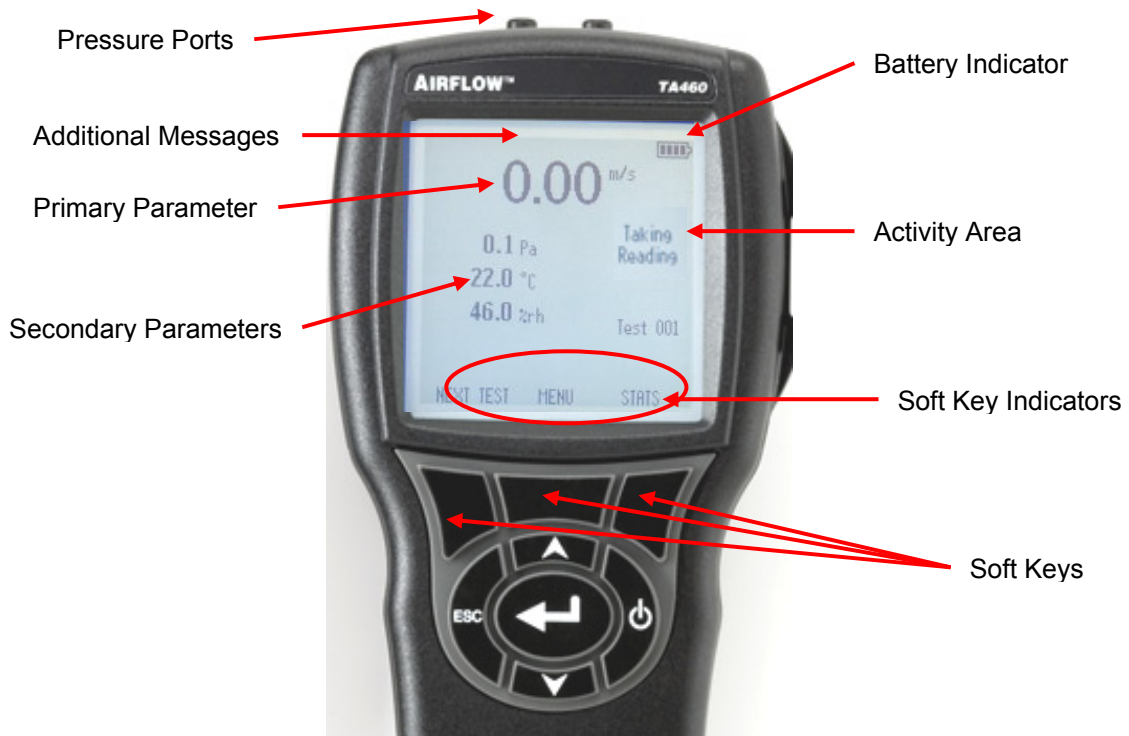 Pressure Ports
Battery Indicator
AIRFLOW™ TA460
Additional Messages
0.00 m/s
Primary Parameter
Taking
Reading
Activity Area
0.1 Pa
22.0 °C
46.0 %rh
Secondary Parameters
Test 001
NEXT TEST MENU STATS
Soft Key Indicators
Soft Keys
ESC